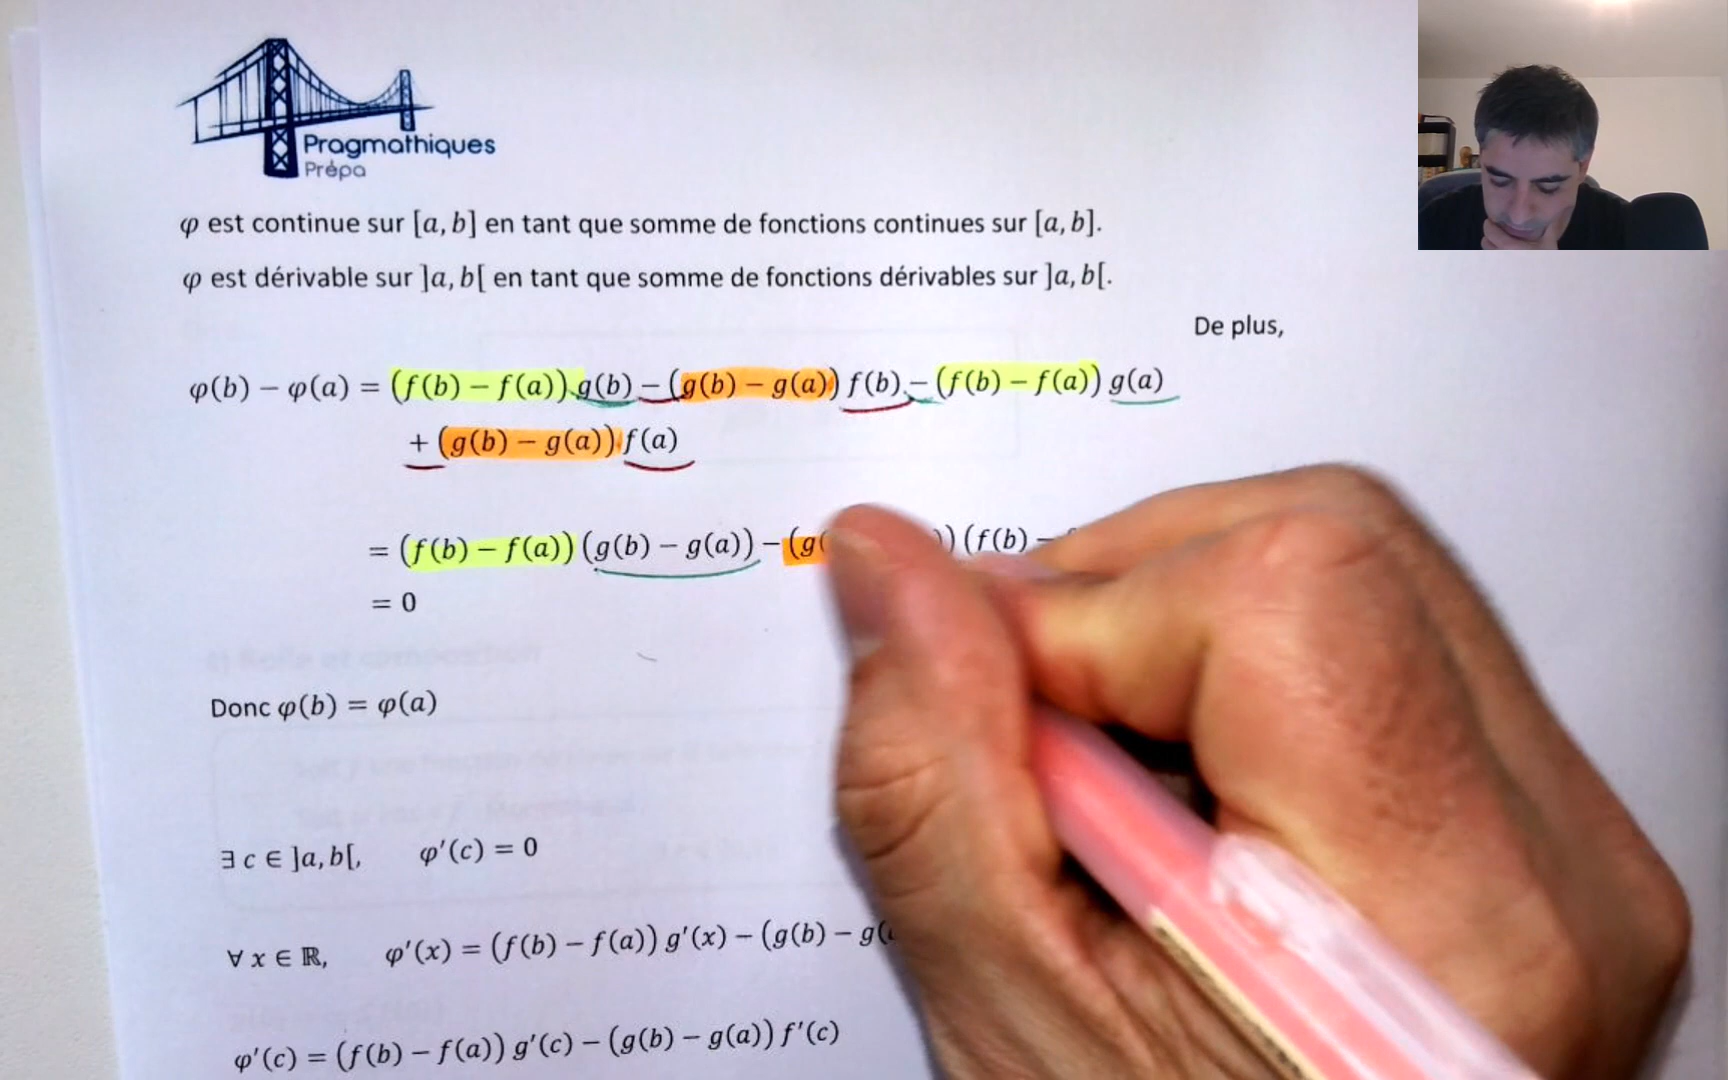 Pragmathiques
Prépa
φ est continue sur [a, b] en tant que somme de fonctions continues sur [a, b].
φ est dérivable sur ]a, b[ en tant que somme de fonctions dérivables sur ]a, b[.
De plus,
φ(b) − φ(a) = (f(b) − f(a)) g(b) − (g(b) − g(a)) f(b) − (f(b) − f(a)) g(a)
+ (g(b) − g(a)) f(a)
= (f(b) − f(a)) (g(b) − g(a)) − (g( )) (f(b) −
= 0
Donc φ(b) = φ(a)
∃ c ∈ ]a, b[, φ′(c) = 0
∀ x ∈ ℝ, φ′(x) = (f(b) − f(a)) g′(x) − (g(b) − g(
φ′(c) = (f(b) − f(a)) g′(c) − (g(b) − g(a)) f′(c)